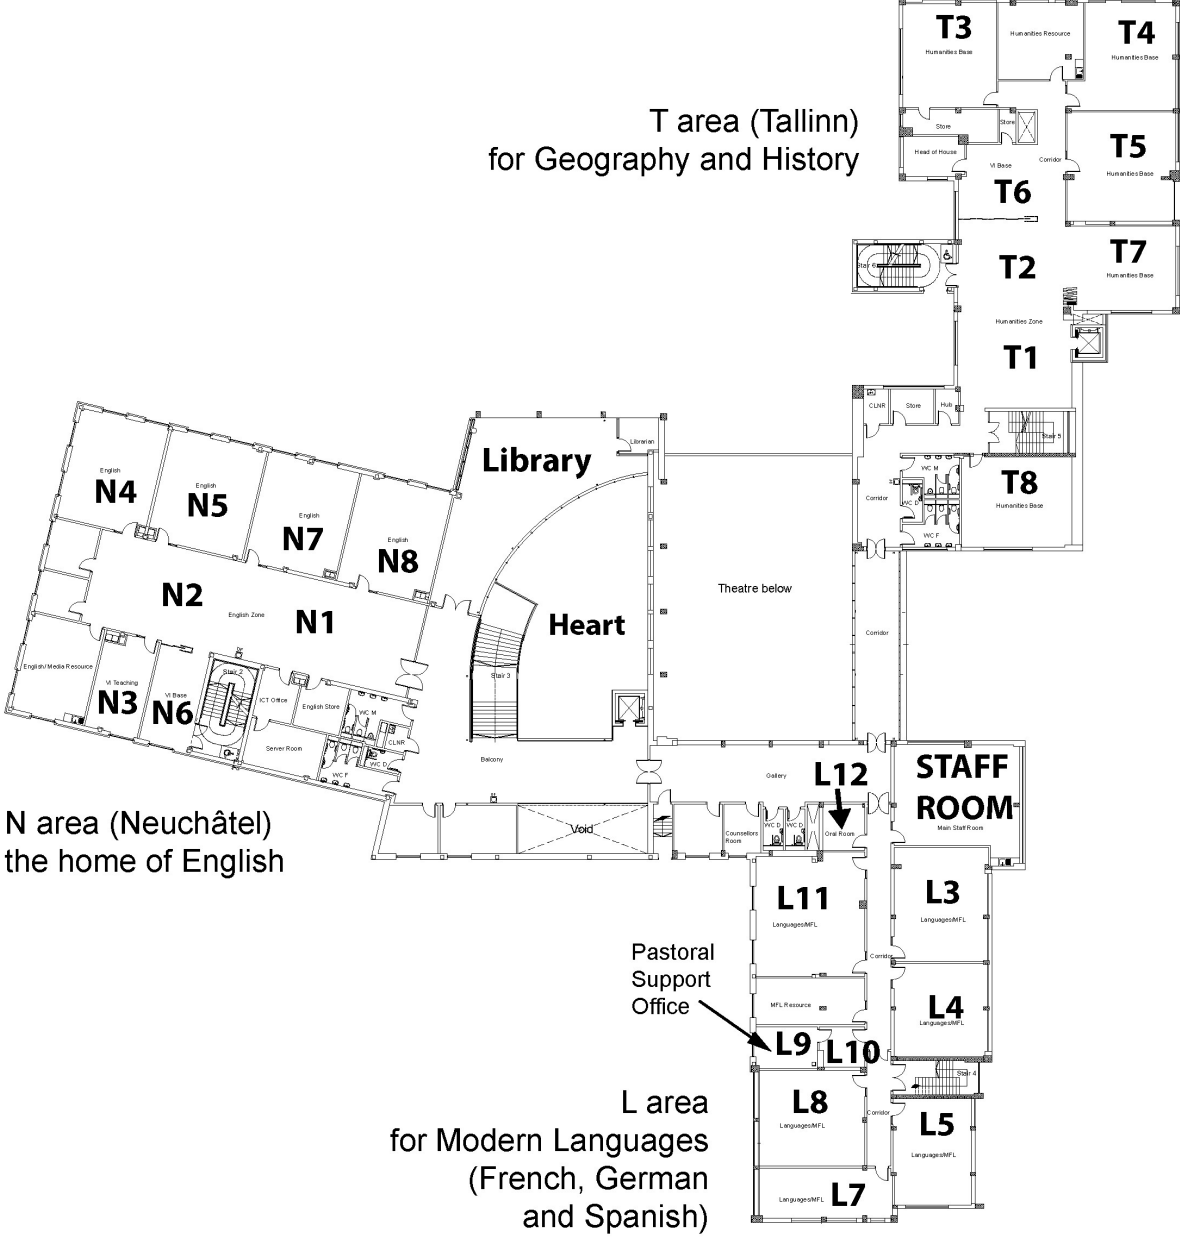 T3
Humanities Base
Humanities Resource
T4
Humanities Base
T area (Tallinn)
for Geography and History
Store
Store
Head of House
VI Base
Corridor
T5
Humanities Base
T6
Stair 6
T2
T7
Humanities Base
Humanities Zone
T1
CLNR
Store
Hub
Stair 5
WC M
T8
Humanities Base
Corridor
WC D
WC F
Library
Librarian
English
N4
English
N5
English
N7
English
N8
Theatre below
N2
English Zone
N1
Heart
Corridor
English/Media Resource
VI Teaching
N3
VI Base
N6
Stair 2
ICT Office
English Store
WC M
Stair 3
Server Room
CLNR
WC F
WC D
Balcony
Gallery
L12
STAFF
ROOM
Main Staff Room
N area (Neuchâtel)
the home of English
Void
Counsellors
Room
WC D
WC D
Oral Room
L11
Languages/MFL
L3
Languages/MFL
Corridor
Pastoral
Support
Office
MFL Resource
L4
Languages/MFL
L9
L10
Stair 4
L8
Languages/MFL
Corridor
L5
Languages/MFL
L area
for Modern Languages
(French, German
and Spanish)
Languages/MFL
L7